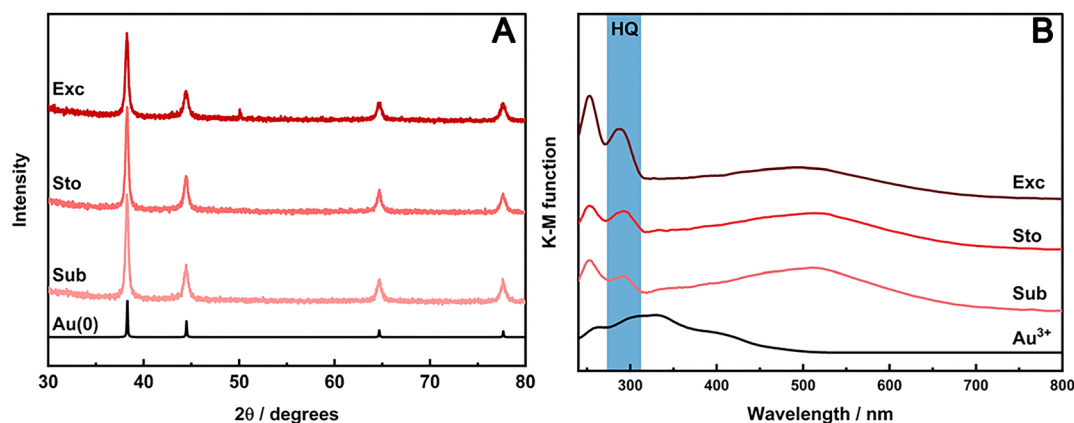 A
Exc
Sto
Sub
Au(0)
Intensity
30 40 50 60 70 80
2θ / degrees
B
HQ
Exc
Sto
Sub
Au³⁺
K-M function
300 400 500 600 700 800
Wavelength / nm